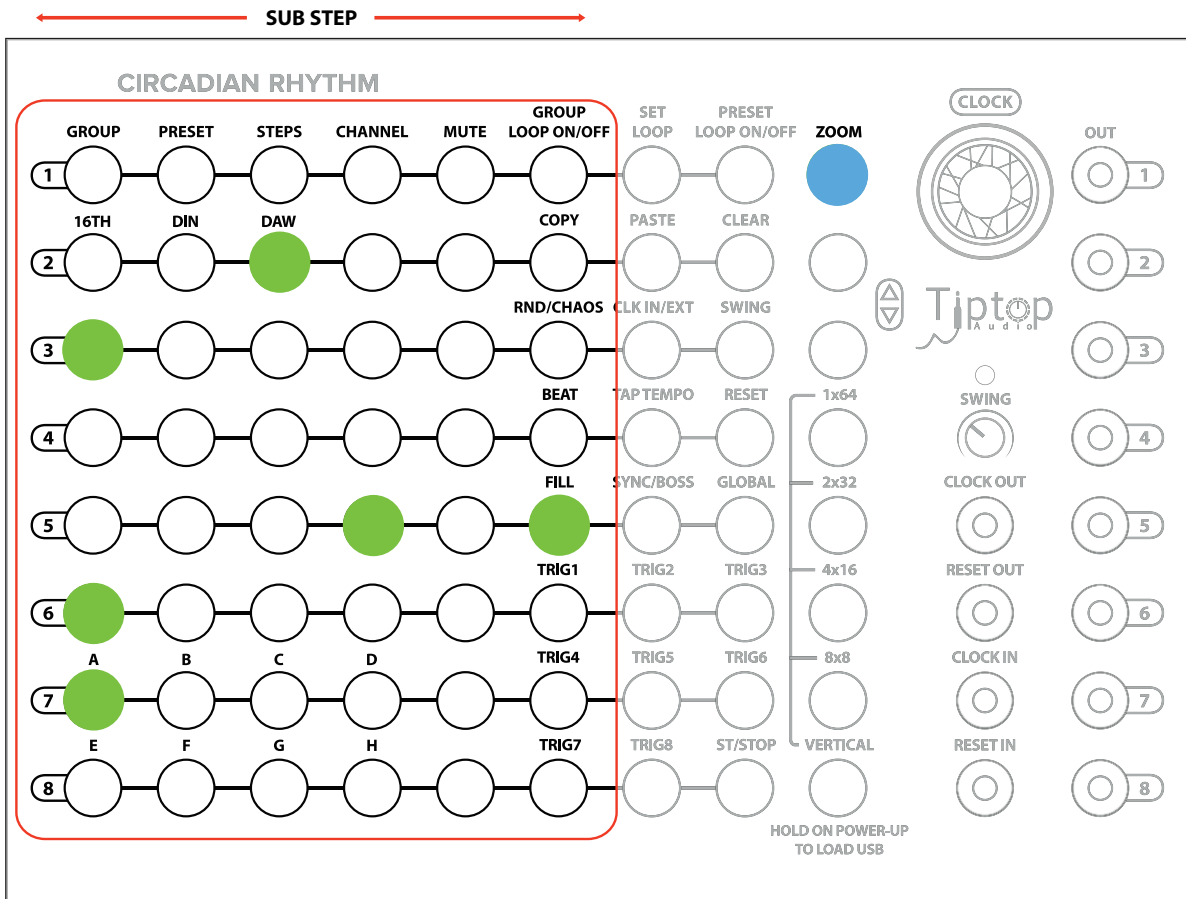 SUB STEP
CIRCADIAN RHYTHM
CLOCK
GROUP PRESET STEPS CHANNEL MUTE GROUP LOOP ON/OFF SET LOOP PRESET LOOP ON/OFF ZOOM OUT
1 1
16TH DIN DAW COPY PASTE CLEAR
2 2
RND/CHAOS CLK IN/EXT SWING
Tiptop
Audio
3 3
BEAT TAP TEMPO RESET 1x64 SWING
4 4
FILL SYNC/BOSS GLOBAL 2x32 CLOCK OUT
5 5
TRIG1 TRIG2 TRIG3 4x16 RESET OUT
6 6
A B C D TRIG4 TRIG5 TRIG6 8x8 CLOCK IN
7 7
E F G H TRIG7 TRIG8 ST/STOP VERTICAL RESET IN
8 8
HOLD ON POWER-UP
TO LOAD USB